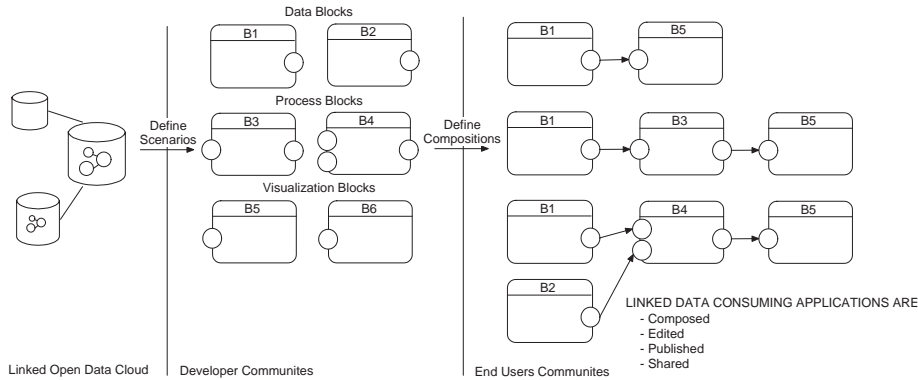 Data Blocks
B1
B2
Process Blocks
B3
B4
Visualization Blocks
B5
B6
Define
Scenarios
Define
Compositions
B1
B5
B1
B3
B5
B1
B4
B5
B2
LINKED DATA CONSUMING APPLICATIONS ARE
- Composed
- Edited
- Published
- Shared
Linked Open Data Cloud
Developer Communites
End Users Communites